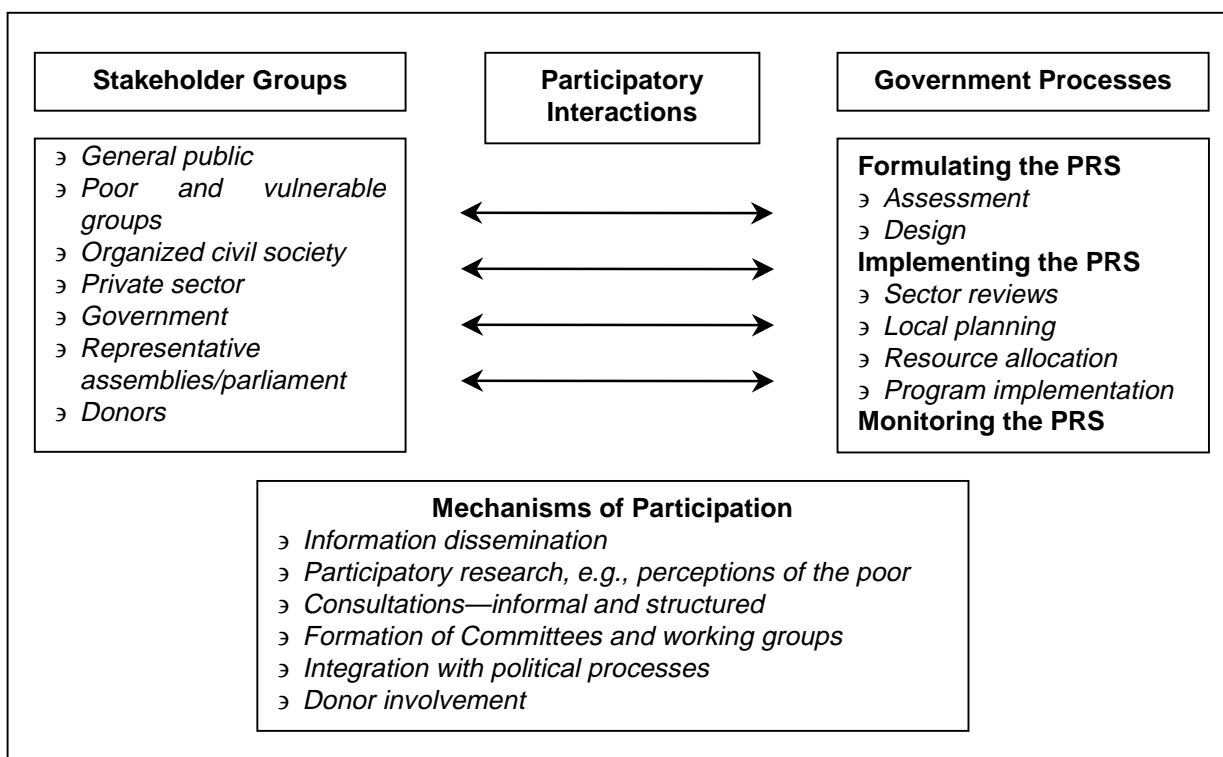 Stakeholder Groups
϶ General public
϶ Poor and vulnerable
groups
϶ Organized civil society
϶ Private sector
϶ Government
϶ Representative
assemblies/parliament
϶ Donors
Participatory
Interactions
Government Processes
Formulating the PRS
϶ Assessment
϶ Design
Implementing the PRS
϶ Sector reviews
϶ Local planning
϶ Resource allocation
϶ Program implementation
Monitoring the PRS
Mechanisms of Participation
϶ Information dissemination
϶ Participatory research, e.g., perceptions of the poor
϶ Consultations—informal and structured
϶ Formation of Committees and working groups
϶ Integration with political processes
϶ Donor involvement